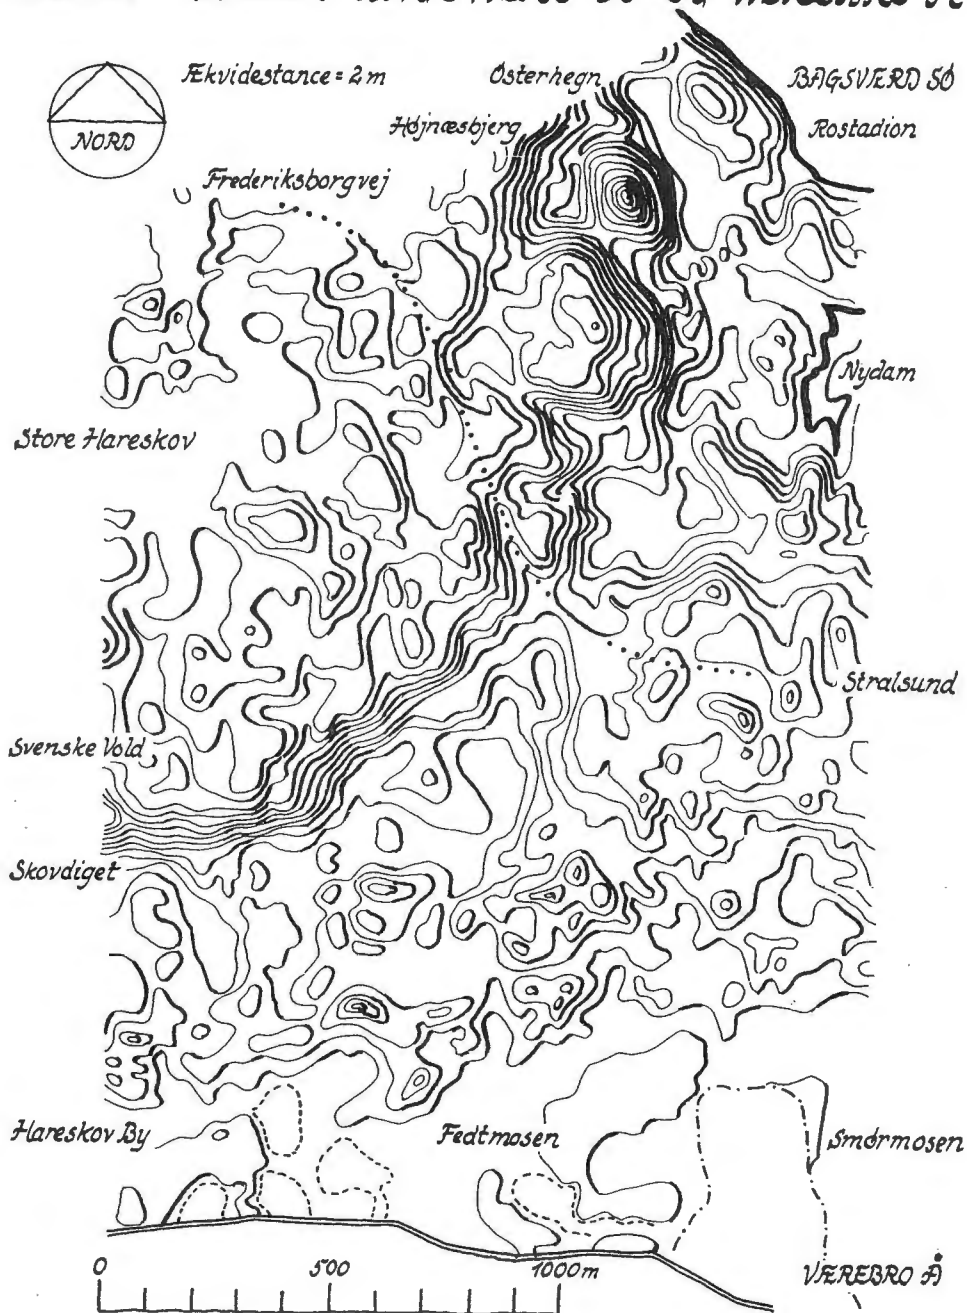 Ækvidestance = 2 m
Østerhegn
BAGSVÆRD SØ
NORD
Højnæsbjerg
Rostadion
Frederiksborgvej
Nydam
Store Hareskov
Stralsund
Svenske Vold
Skovdiget
Hareskov By
Fedtmosen
Smørmosen
0 500 1000 m
VÆREBRO Å